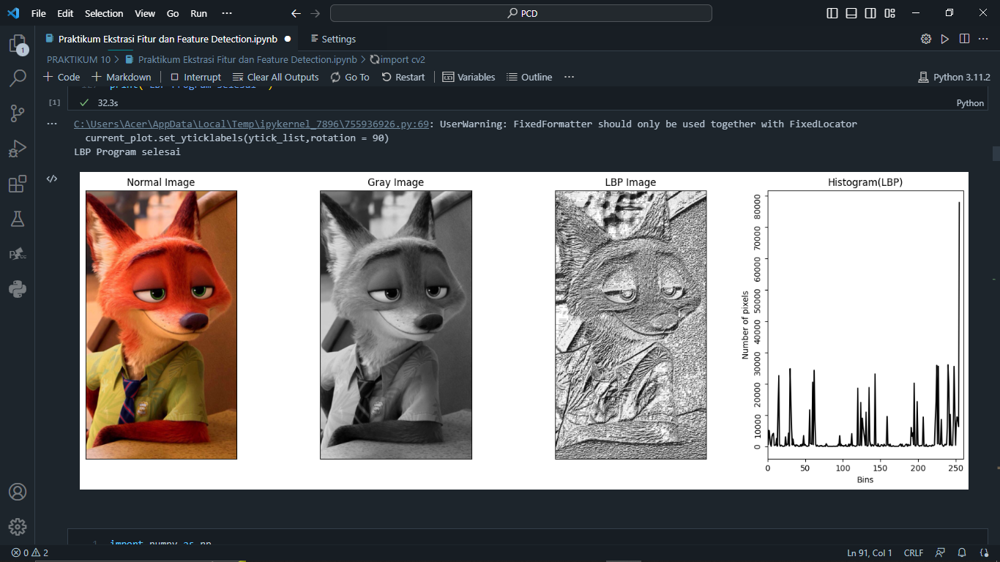 File Edit Selection View Go Run ··· PCD
Praktikum Ekstrasi Fitur dan Feature Detection.ipynb Settings
PRAKTIKUM 10 > Praktikum Ekstrasi Fitur dan Feature Detection.ipynb > import cv2
+ Code + Markdown Interrupt Clear All Outputs Go To Restart Variables Outline ··· Python 3.11.2
[1] 32.3s Python
C:\Users\Acer\AppData\Local\Temp\ipykernel_7896\755936926.py:69: UserWarning: FixedFormatter should only be used together with FixedLocator
current_plot.set_yticklabels(ytick_list,rotation = 90)
LBP Program selesai
Normal Image
Gray Image
LBP Image
Histogram(LBP)
Number of pixels
80000
70000
60000
50000
40000
30000
20000
10000
0
0 50 100 150 200 250
Bins
1 import numpy as np
0 2 Ln 91, Col 1 CRLF